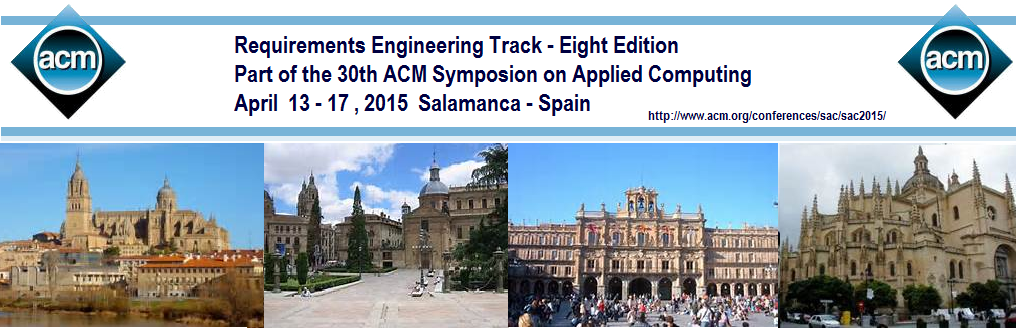 acm
acm
Requirements Engineering Track - Eight Edition
Part of the 30th ACM Symposion on Applied Computing
April 13 - 17 , 2015 Salamanca - Spain
http://www.acm.org/conferences/sac/sac2015/